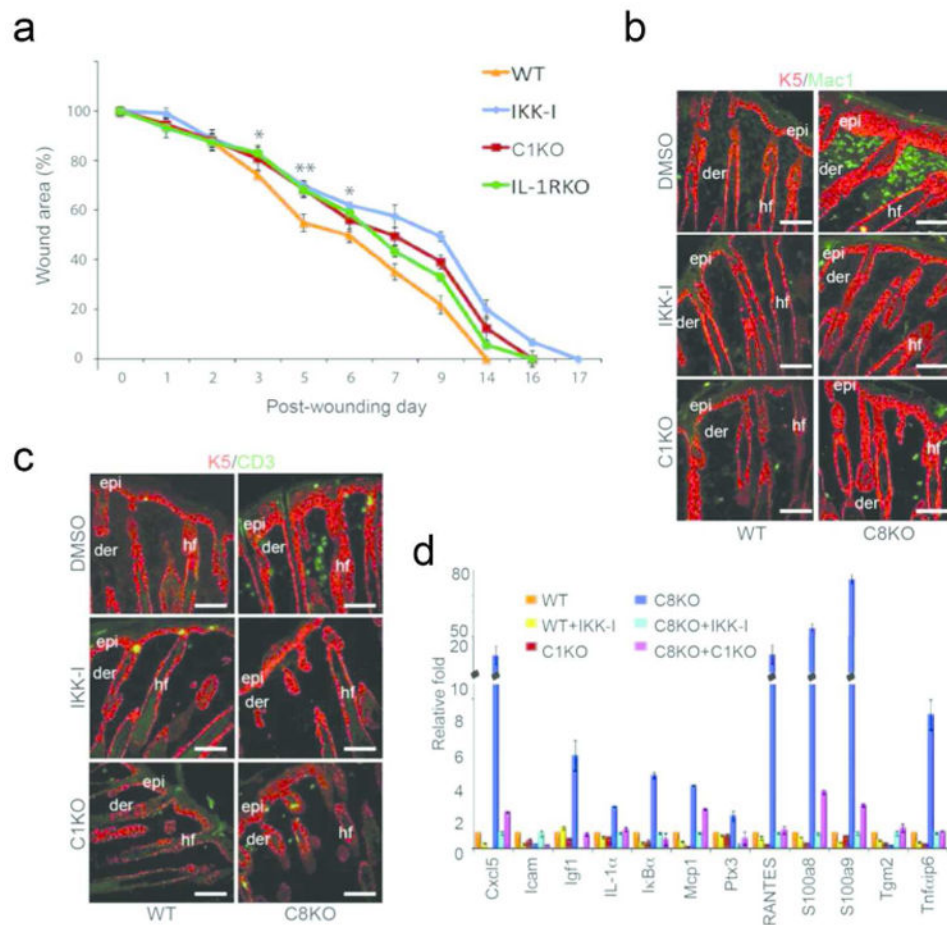 a
WT
IKK-I
C1KO
IL-1RKO
* ** *
Wound area (%)
100
80
60
40
20
0
0 1 2 3 5 6 7 9 14 16 17
Post-wounding day
b
K5/Mac1
DMSO
IKK-I
C1KO
epi epi
der der
hf hf
epi epi
der der
hf hf
epi epi
der hf hf
der
WT C8KO
c
K5/CD3
DMSO
IKK-I
C1KO
epi epi
der hf der
hf
epi epi
der hf der hf
epi epi
der der
hf hf
WT C8KO
d
Relative fold
80
50
20
10
8
6
4
2
0
WT
WT+IKK-I
C1KO
C8KO
C8KO+IKK-I
C8KO+C1KO
Cxcl5
Icam
Igf1
IL-1α
IκBα
Mcp1
Ptx3
RANTES
S100a8
S100a9
Tgm2
Tnfαip6